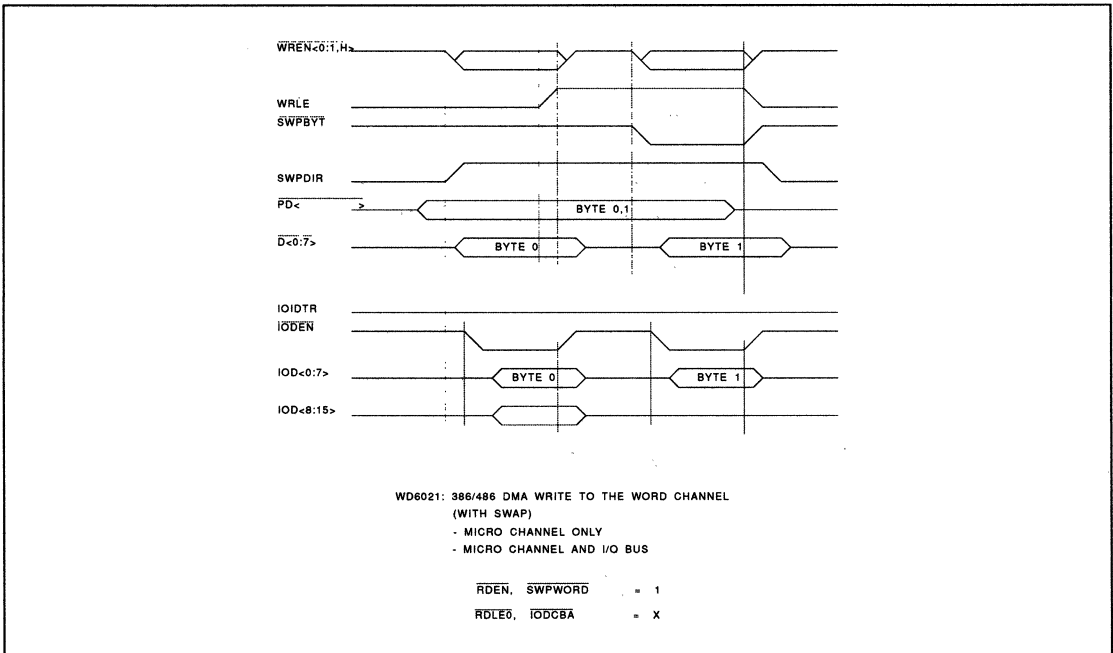 WREN<0:1,H>
WRLE
SWPBYT
SWPDIR
PD< >
BYTE 0,1
D<0:7>
BYTE 0
BYTE 1
IOIDTR
IODEN
IOD<0:7>
BYTE 0
BYTE 1
IOD<8:15>
WD6021: 386/486 DMA WRITE TO THE WORD CHANNEL
(WITH SWAP)
- MICRO CHANNEL ONLY
- MICRO CHANNEL AND I/O BUS
RDEN, SWPWORD = 1
RDLE0, IODCBA = X